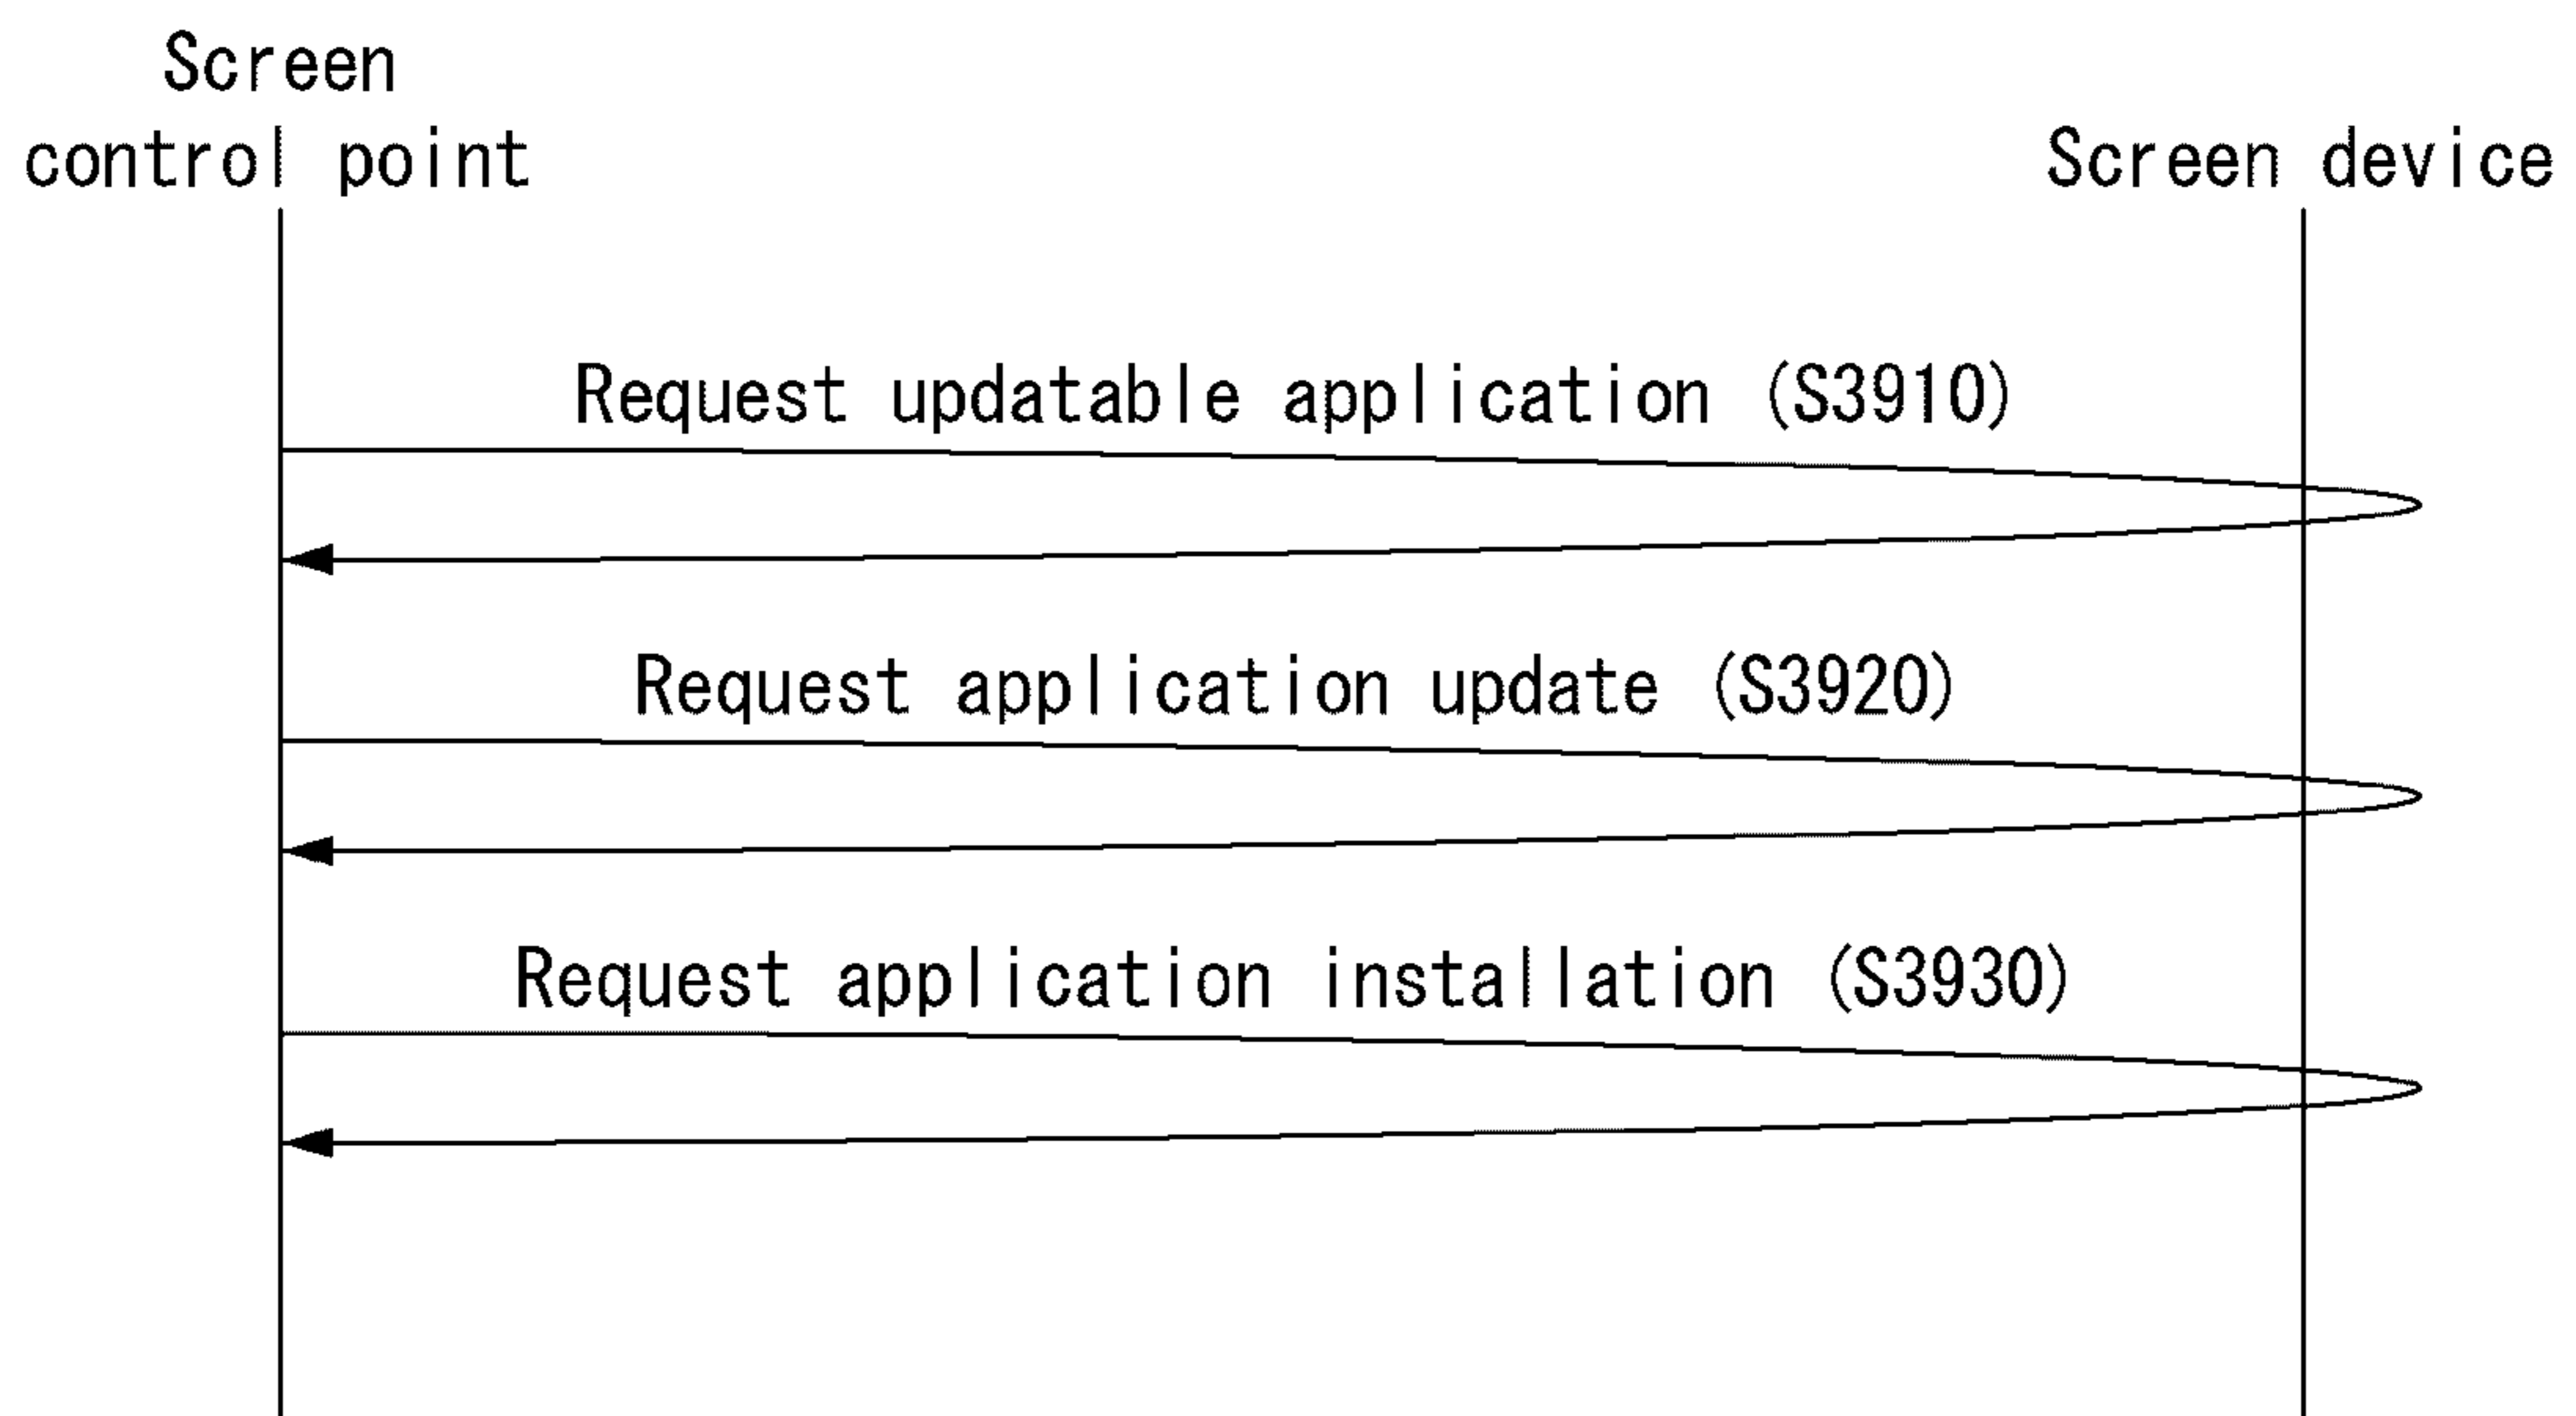 Screen
control point
Screen device
Request updatable application (S3910)
Request application update (S3920)
Request application installation (S3930)